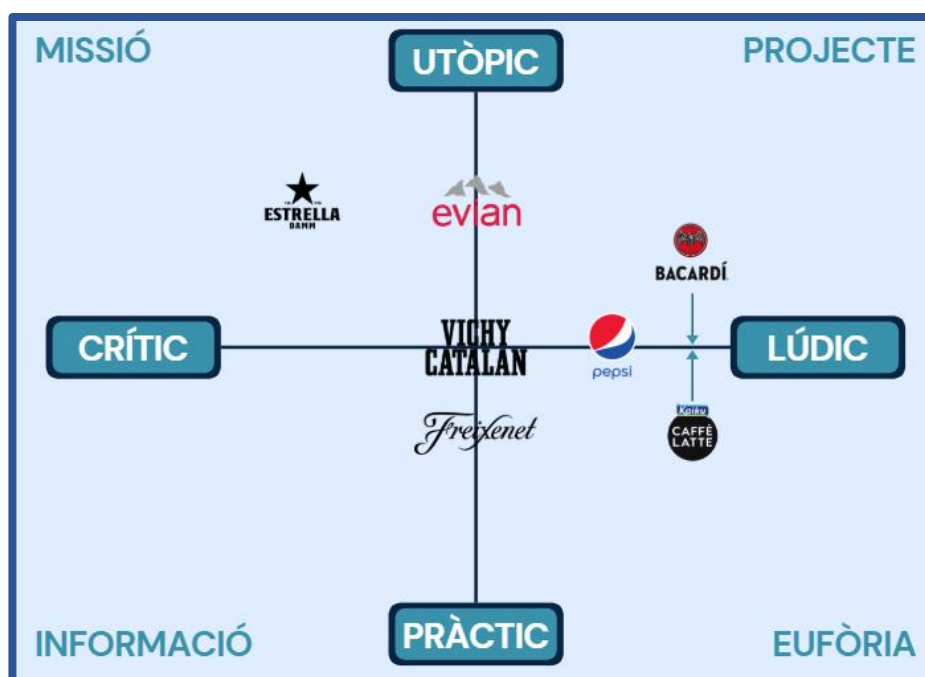 MISSIÓ
UTÒPIC
PROJECTE
ESTRELLA
DAMM
evian
BACARDÍ
CRÍTIC
VICHY
CATALAN
pepsi
LÚDIC
Freixenet
Kaiku
CAFFÈ
LATTE
INFORMACIÓ
PRÀCTIC
EUFÒRIA